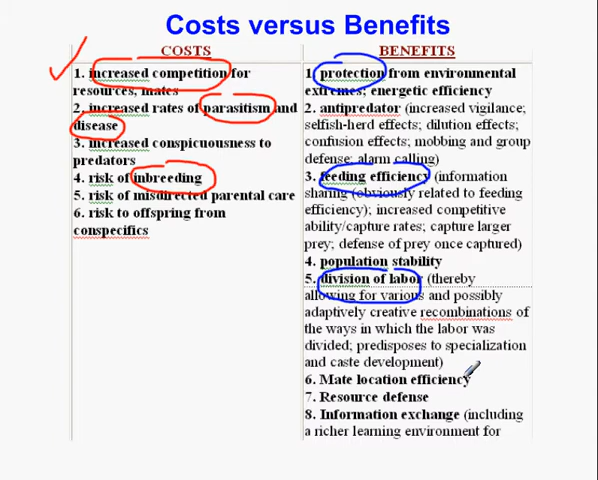 Costs versus Benefits
COSTS
1. increased competition for
resources, mates
2. increased rates of parasitism and
disease
3. increased conspicuousness to
predators
4. risk of inbreeding
5. risk of misdirected parental care
6. risk to offspring from
conspecifics
BENEFITS
1. protection from environmental
extremes; energetic efficiency
2. antipredator (increased vigilance;
selfish-herd effects; dilution effects;
confusion effects; mobbing and group
defense; alarm calling)
3. feeding efficiency (information
sharing (obviously related to feeding
efficiency); increased competitive
ability/capture rates; capture larger
prey; defense of prey once captured)
4. population stability
5. division of labor (thereby
allowing for various and possibly
adaptively creative recombinations of
the ways in which the labor was
divided; predisposes to specialization
and caste development)
6. Mate location efficiency
7. Resource defense
8. Information exchange (including
a richer learning environment for